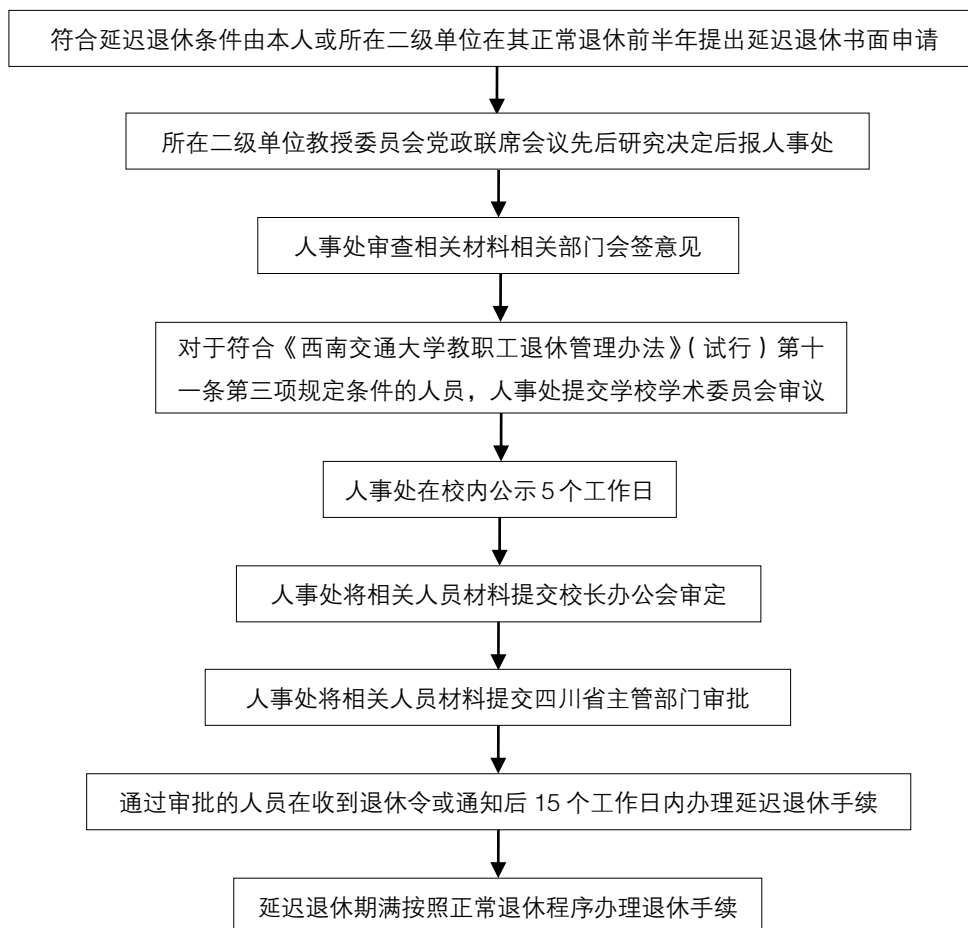 符合延迟退休条件由本人或所在二级单位在其正常退休前半年提出延迟退休书面申请
所在二级单位教授委员会党政联席会议先后研究决定后报人事处
人事处审查相关材料相关部门会签意见
对于符合《西南交通大学教职工退休管理办法》（试行）第十
一条第三项规定条件的人员，人事处提交学校学术委员会审议
人事处在校内公示5个工作日
人事处将相关人员材料提交校长办公会审定
人事处将相关人员材料提交四川省主管部门审批
通过审批的人员在收到退休令或通知后 15 个工作日内办理延迟退休手续
延迟退休期满按照正常退休程序办理退休手续